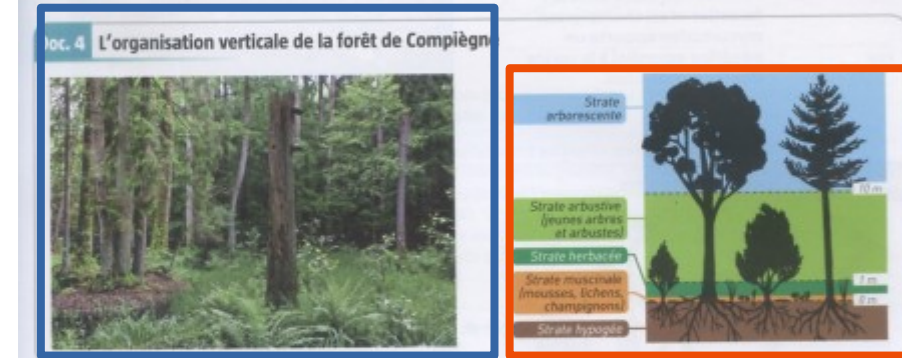 Doc. 4 L'organisation verticale de la forêt de Compiègne
Strate
arborescente
10 m
Strate arbustive
(jeunes arbres
et arbustes)
Strate herbacée
1 m
Strate muscinale
(mousses, lichens,
champignons)
0 m
Strate hypogée